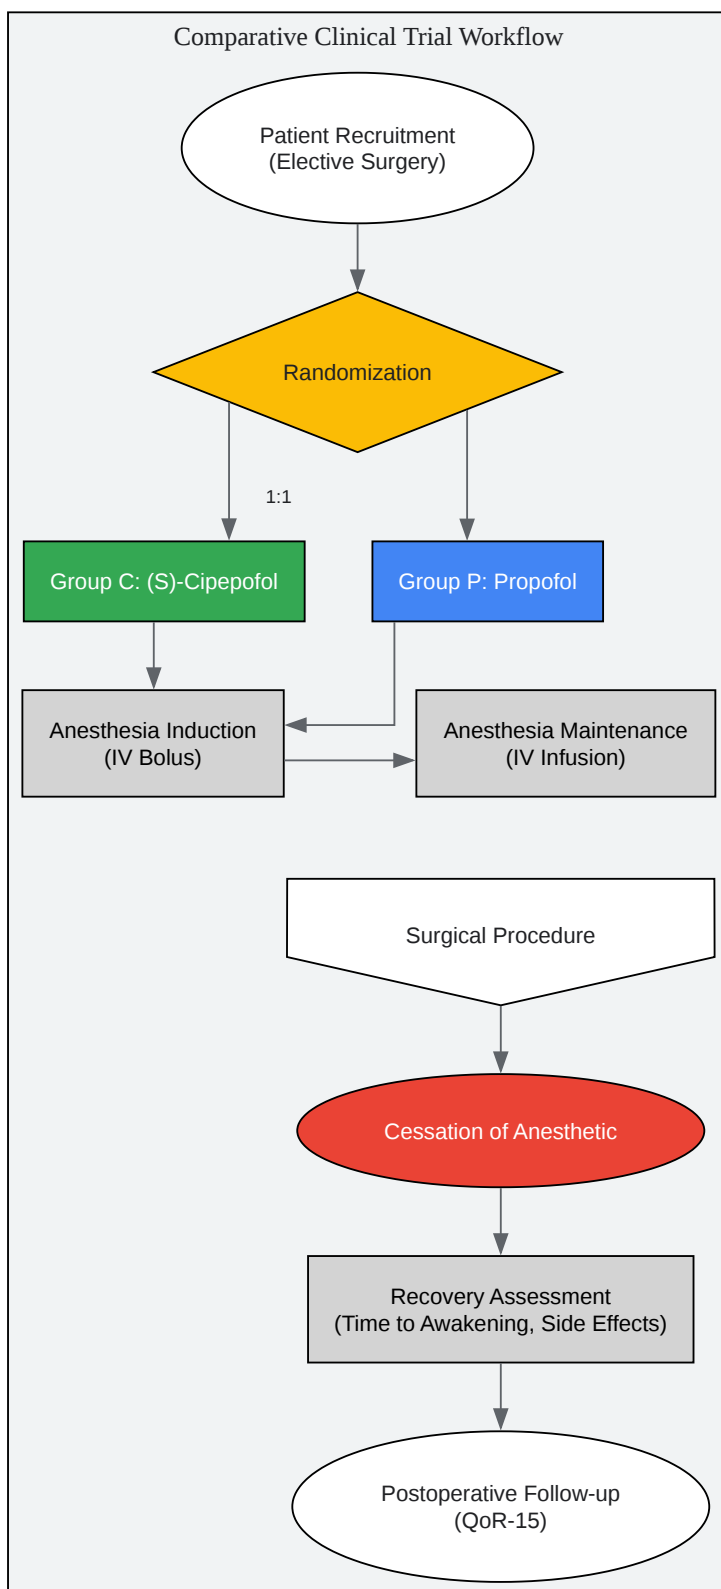 Comparative Clinical Trial Workflow
Patient Recruitment
(Elective Surgery)
Randomization
1:1
Group C: (S)-Cipepofol
Group P: Propofol
Anesthesia Induction
(IV Bolus)
Anesthesia Maintenance
(IV Infusion)
Surgical Procedure
Cessation of Anesthetic
Recovery Assessment
(Time to Awakening, Side Effects)
Postoperative Follow-up
(QoR-15)